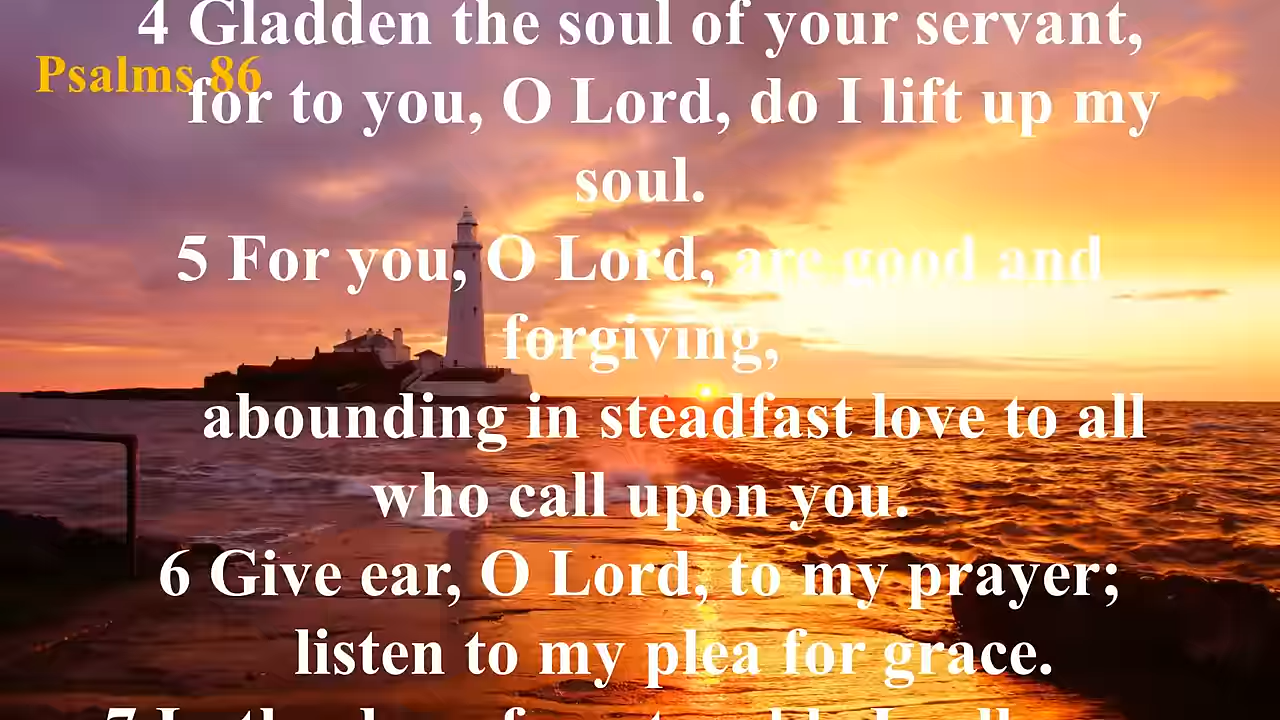 4 Gladden the soul of your servant,
Psalms 86
for to you, O Lord, do I lift up my
soul.
5 For you, O Lord, are good and
forgiving,
abounding in steadfast love to all
who call upon you.
6 Give ear, O Lord, to my prayer;
listen to my plea for grace.